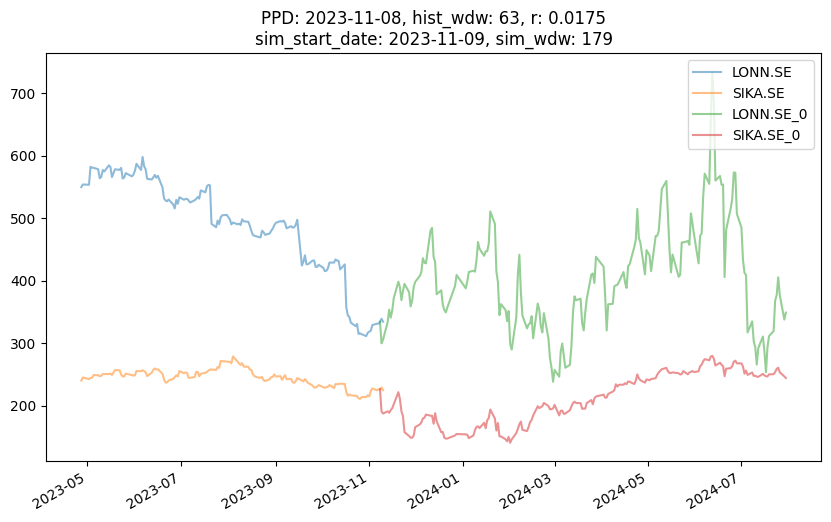 PPD: 2023-11-08, hist_wdw: 63, r: 0.0175
sim_start_date: 2023-11-09, sim_wdw: 179
LONN.SE
SIKA.SE
LONN.SE_0
SIKA.SE_0
700
600
500
400
300
200
2023-05
2023-07
2023-09
2023-11
2024-01
2024-03
2024-05
2024-07